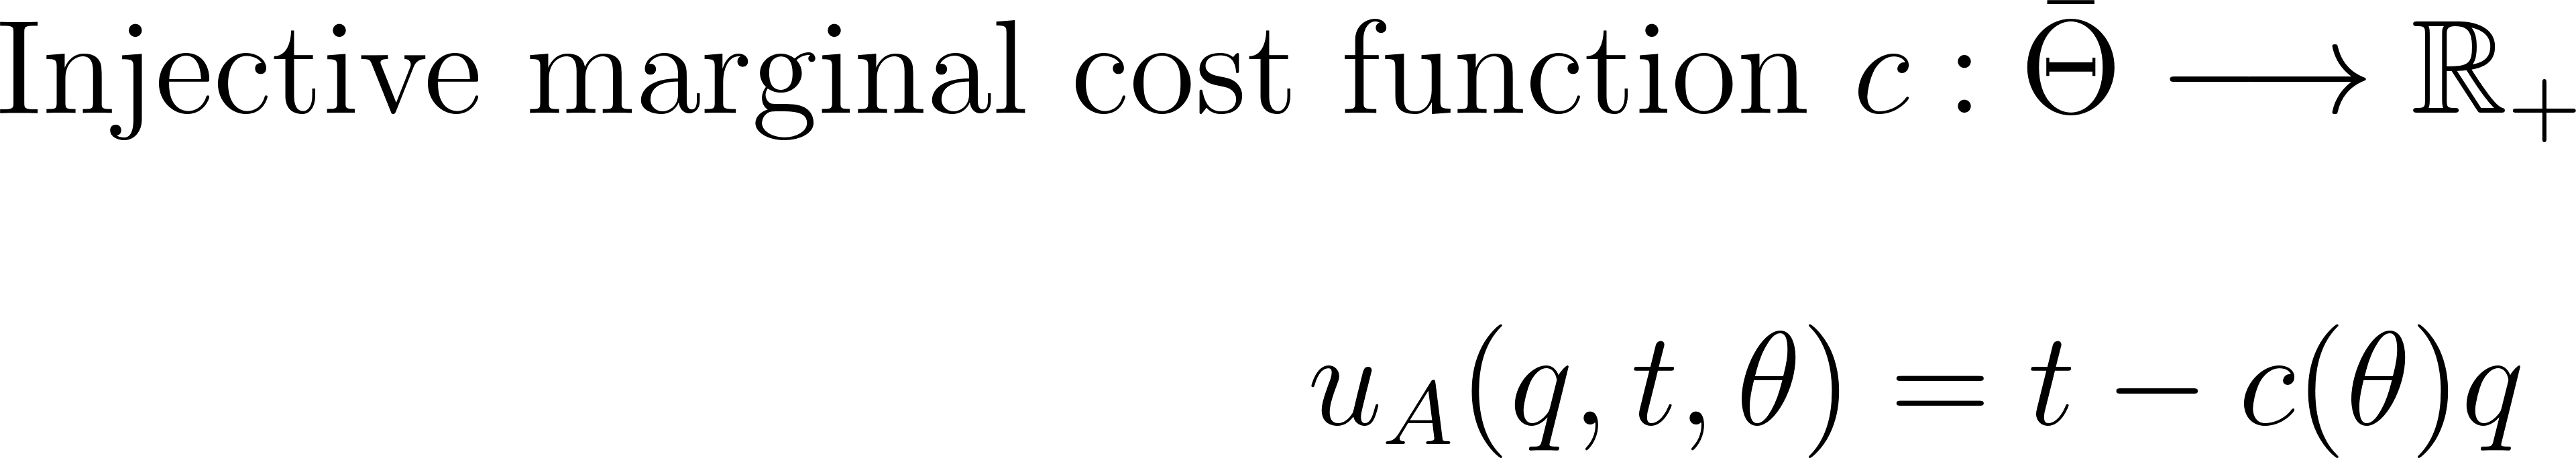 Injective marginal cost function c : Θ̄ ⟶ ℝ₊
u_A(q, t, θ) = t − c(θ)q